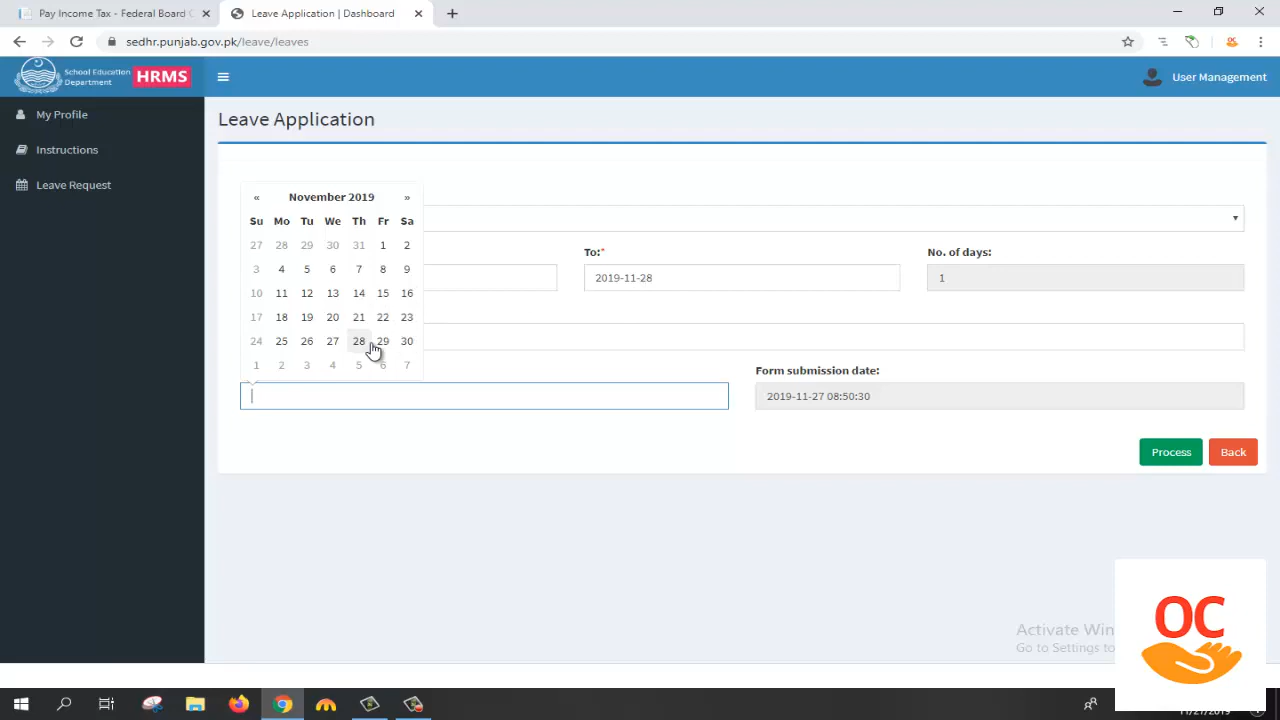 Pay Income Tax - Federal Board
Leave Application | Dashboard
sedhr.punjab.gov.pk/leave/leaves
School Education
Department
HRMS
User Management
My Profile
Instructions
Leave Request
Leave Application
« November 2019 »
Su Mo Tu We Th Fr Sa
27 28 29 30 31 1 2
3 4 5 6 7 8 9
10 11 12 13 14 15 16
17 18 19 20 21 22 23
24 25 26 27 28 29 30
1 2 3 4 5 6 7
To:*
No. of days:
2019-11-28
1
Form submission date:
2019-11-27 08:50:30
Process
Back
Activate Win
Go to Settings to
OC
OC
11/27/2019